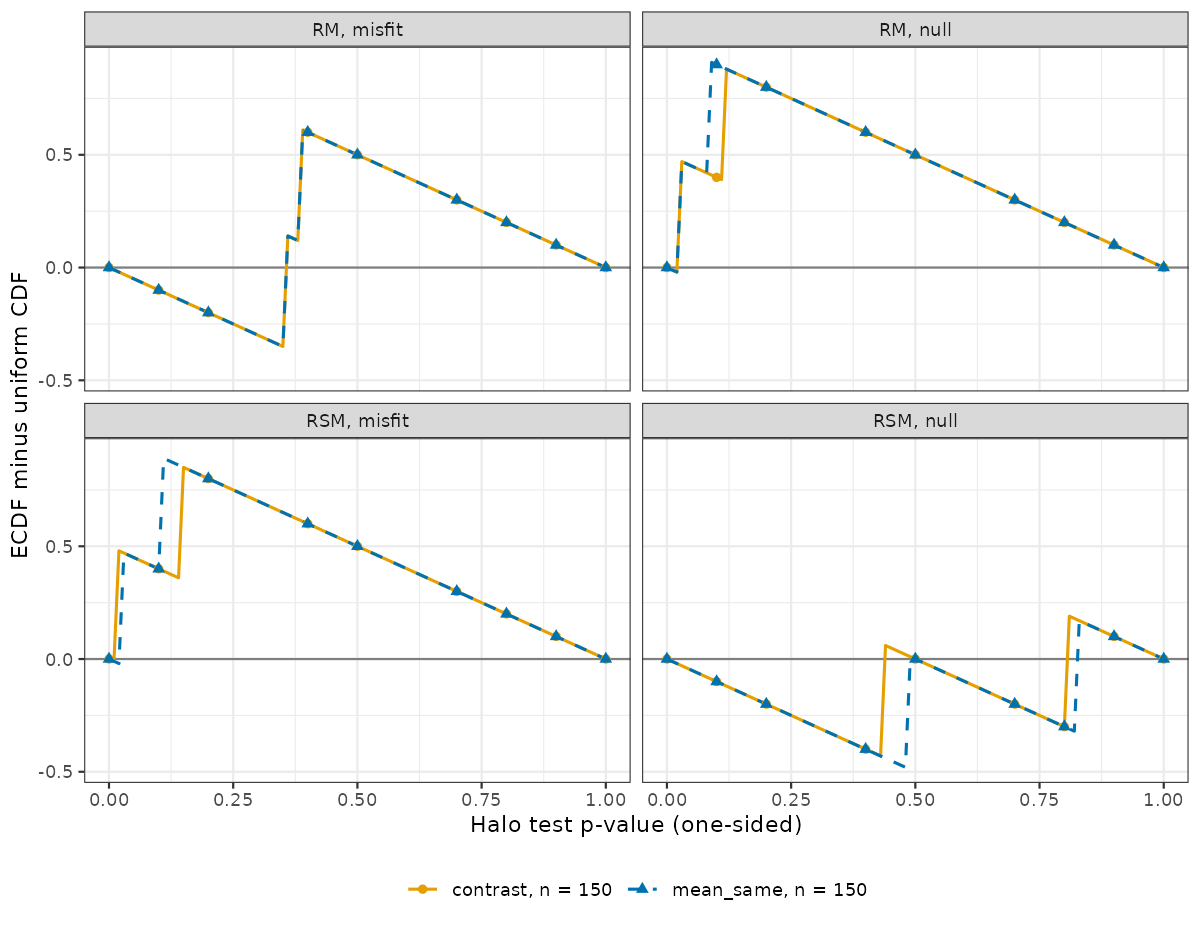 RM, misfit
RM, null
0.5
0.0
-0.5
RSM, misfit
RSM, null
0.5
0.0
-0.5
0.00 0.25 0.50 0.75 1.00 0.00 0.25 0.50 0.75 1.00
ECDF minus uniform CDF
Halo test p-value (one-sided)
contrast, n = 150 mean_same, n = 150